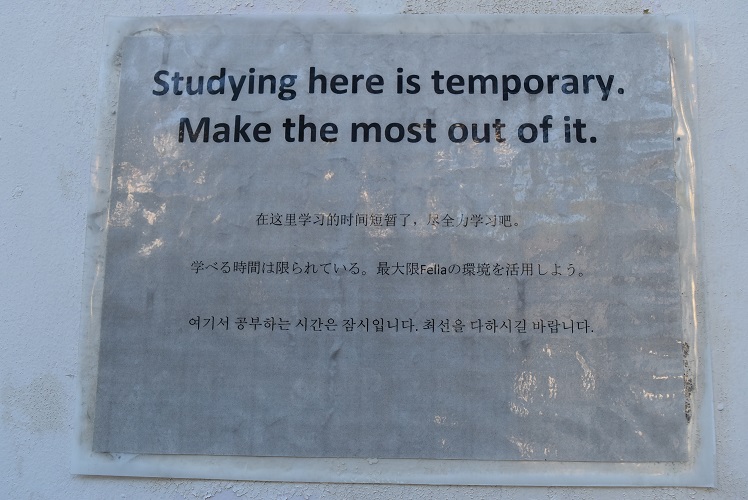 Studying here is temporary.
Make the most out of it.
在这里学习的时间短暂了，尽全力学习吧。
学べる時間は限られている。最大限Fellaの環境を活用しよう。
여기서 공부하는 시간은 잠시입니다. 최선을 다하시길 바랍니다.